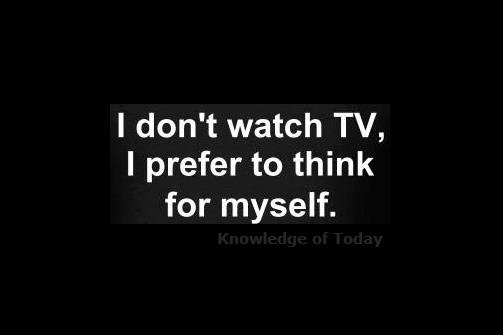 I don't watch TV,
I prefer to think
for myself.
Knowledge of Today